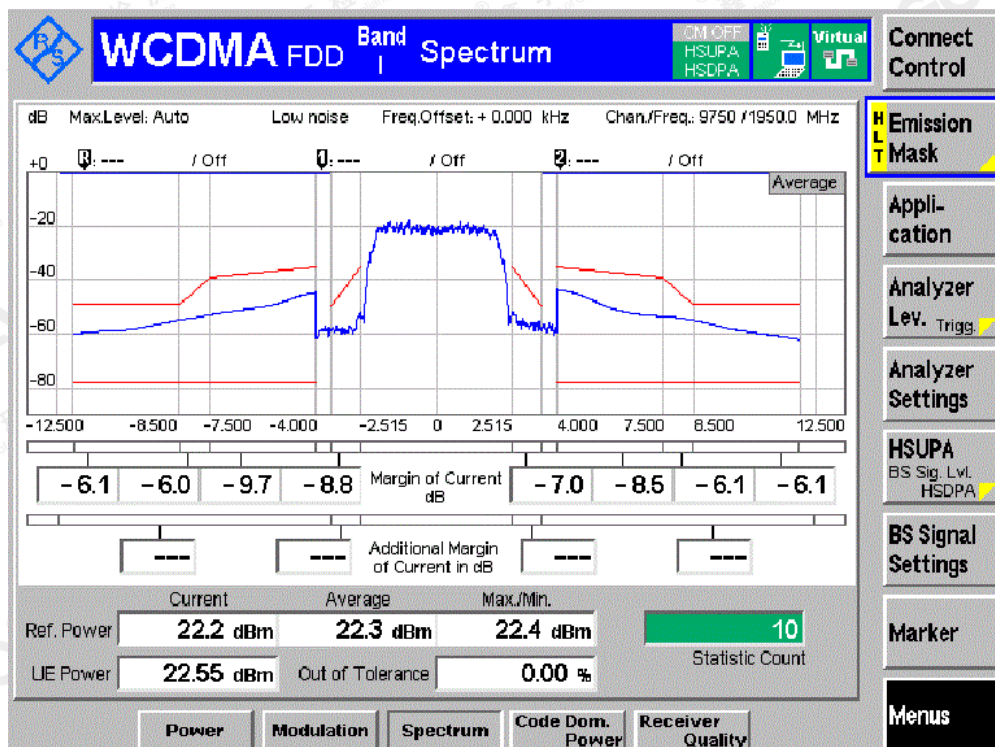 R/S WCDMA FDD Band I Spectrum
CM OFF
HSUPA
HSDPA
Virtual
Connect Control
dB Max.Level: Auto Low noise Freq.Offset: + 0.000 kHz Chan./Freq.: 9750 / 1950.0 MHz
HLT Emission Mask
R: --- / Off 1: --- / Off 2: --- / Off
Average
+0
-20
-40
-60
-80
-12.500 -8.500 -7.500 -4.000 -2.515 0 2.515 4.000 7.500 8.500 12.500
Appli-
cation
Analyzer
Lev. Trigg.
Analyzer
Settings
- 6.1 - 6.0 - 9.7 - 8.8 Margin of Current dB - 7.0 - 8.5 - 6.1 - 6.1
HSUPA
BS Sig. Lvl.
HSDPA
--- --- Additional Margin of Current in dB --- ---
BS Signal
Settings
Current Average Max./Min.
Ref. Power 22.2 dBm 22.3 dBm 22.4 dBm 10
Statistic Count
UE Power 22.55 dBm Out of Tolerance 0.00 %
Marker
Power Modulation Spectrum Code Dom. Power Receiver Quality
Menus